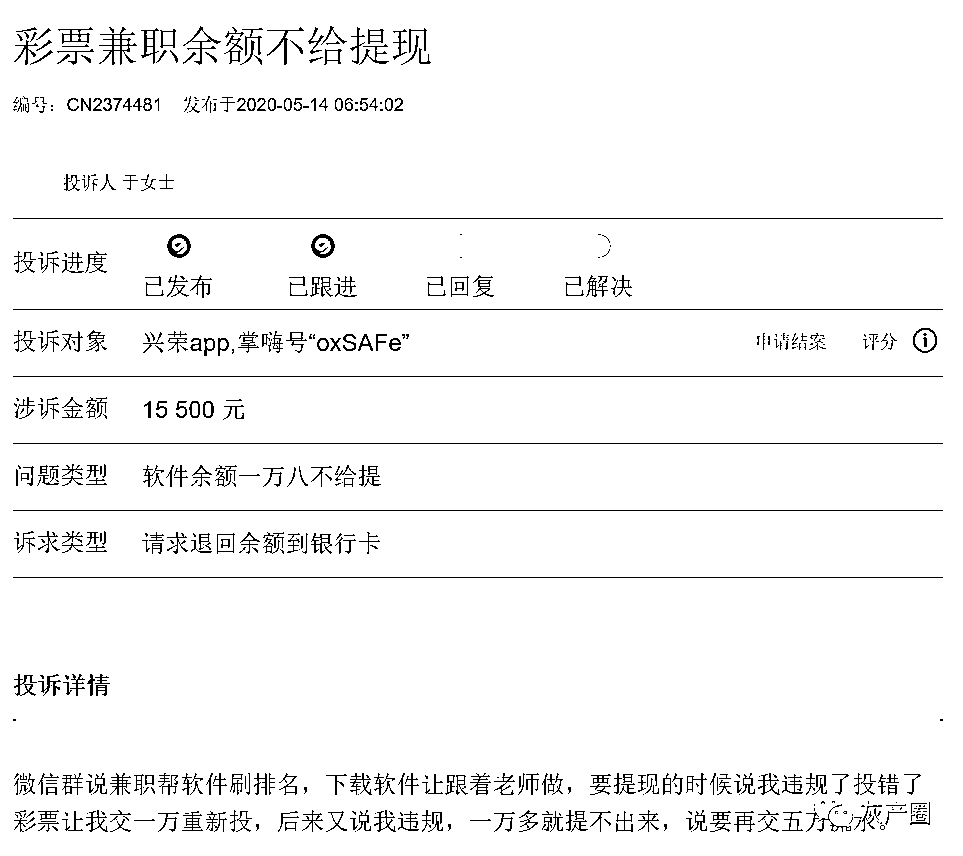 彩票兼职余额不给提现
编号：CN2374481 发布于2020-05-14 06:54:02
投诉人 于女士
投诉进度 已发布 已跟进 已回复 已解决
投诉对象 兴荣app,掌嗨号“oxSAFe” 申请结案 评分
涉诉金额 15 500 元
问题类型 软件余额一万八不给提
诉求类型 请求退回余额到银行卡
投诉详情
微信群说兼职帮软件刷排名，下载软件让跟着老师做，要提现的时候说我违规了投错了
彩票让我交一万重新投，后来又说我违规，一万多就提不出来，说要再交五万流水。
灰产圈